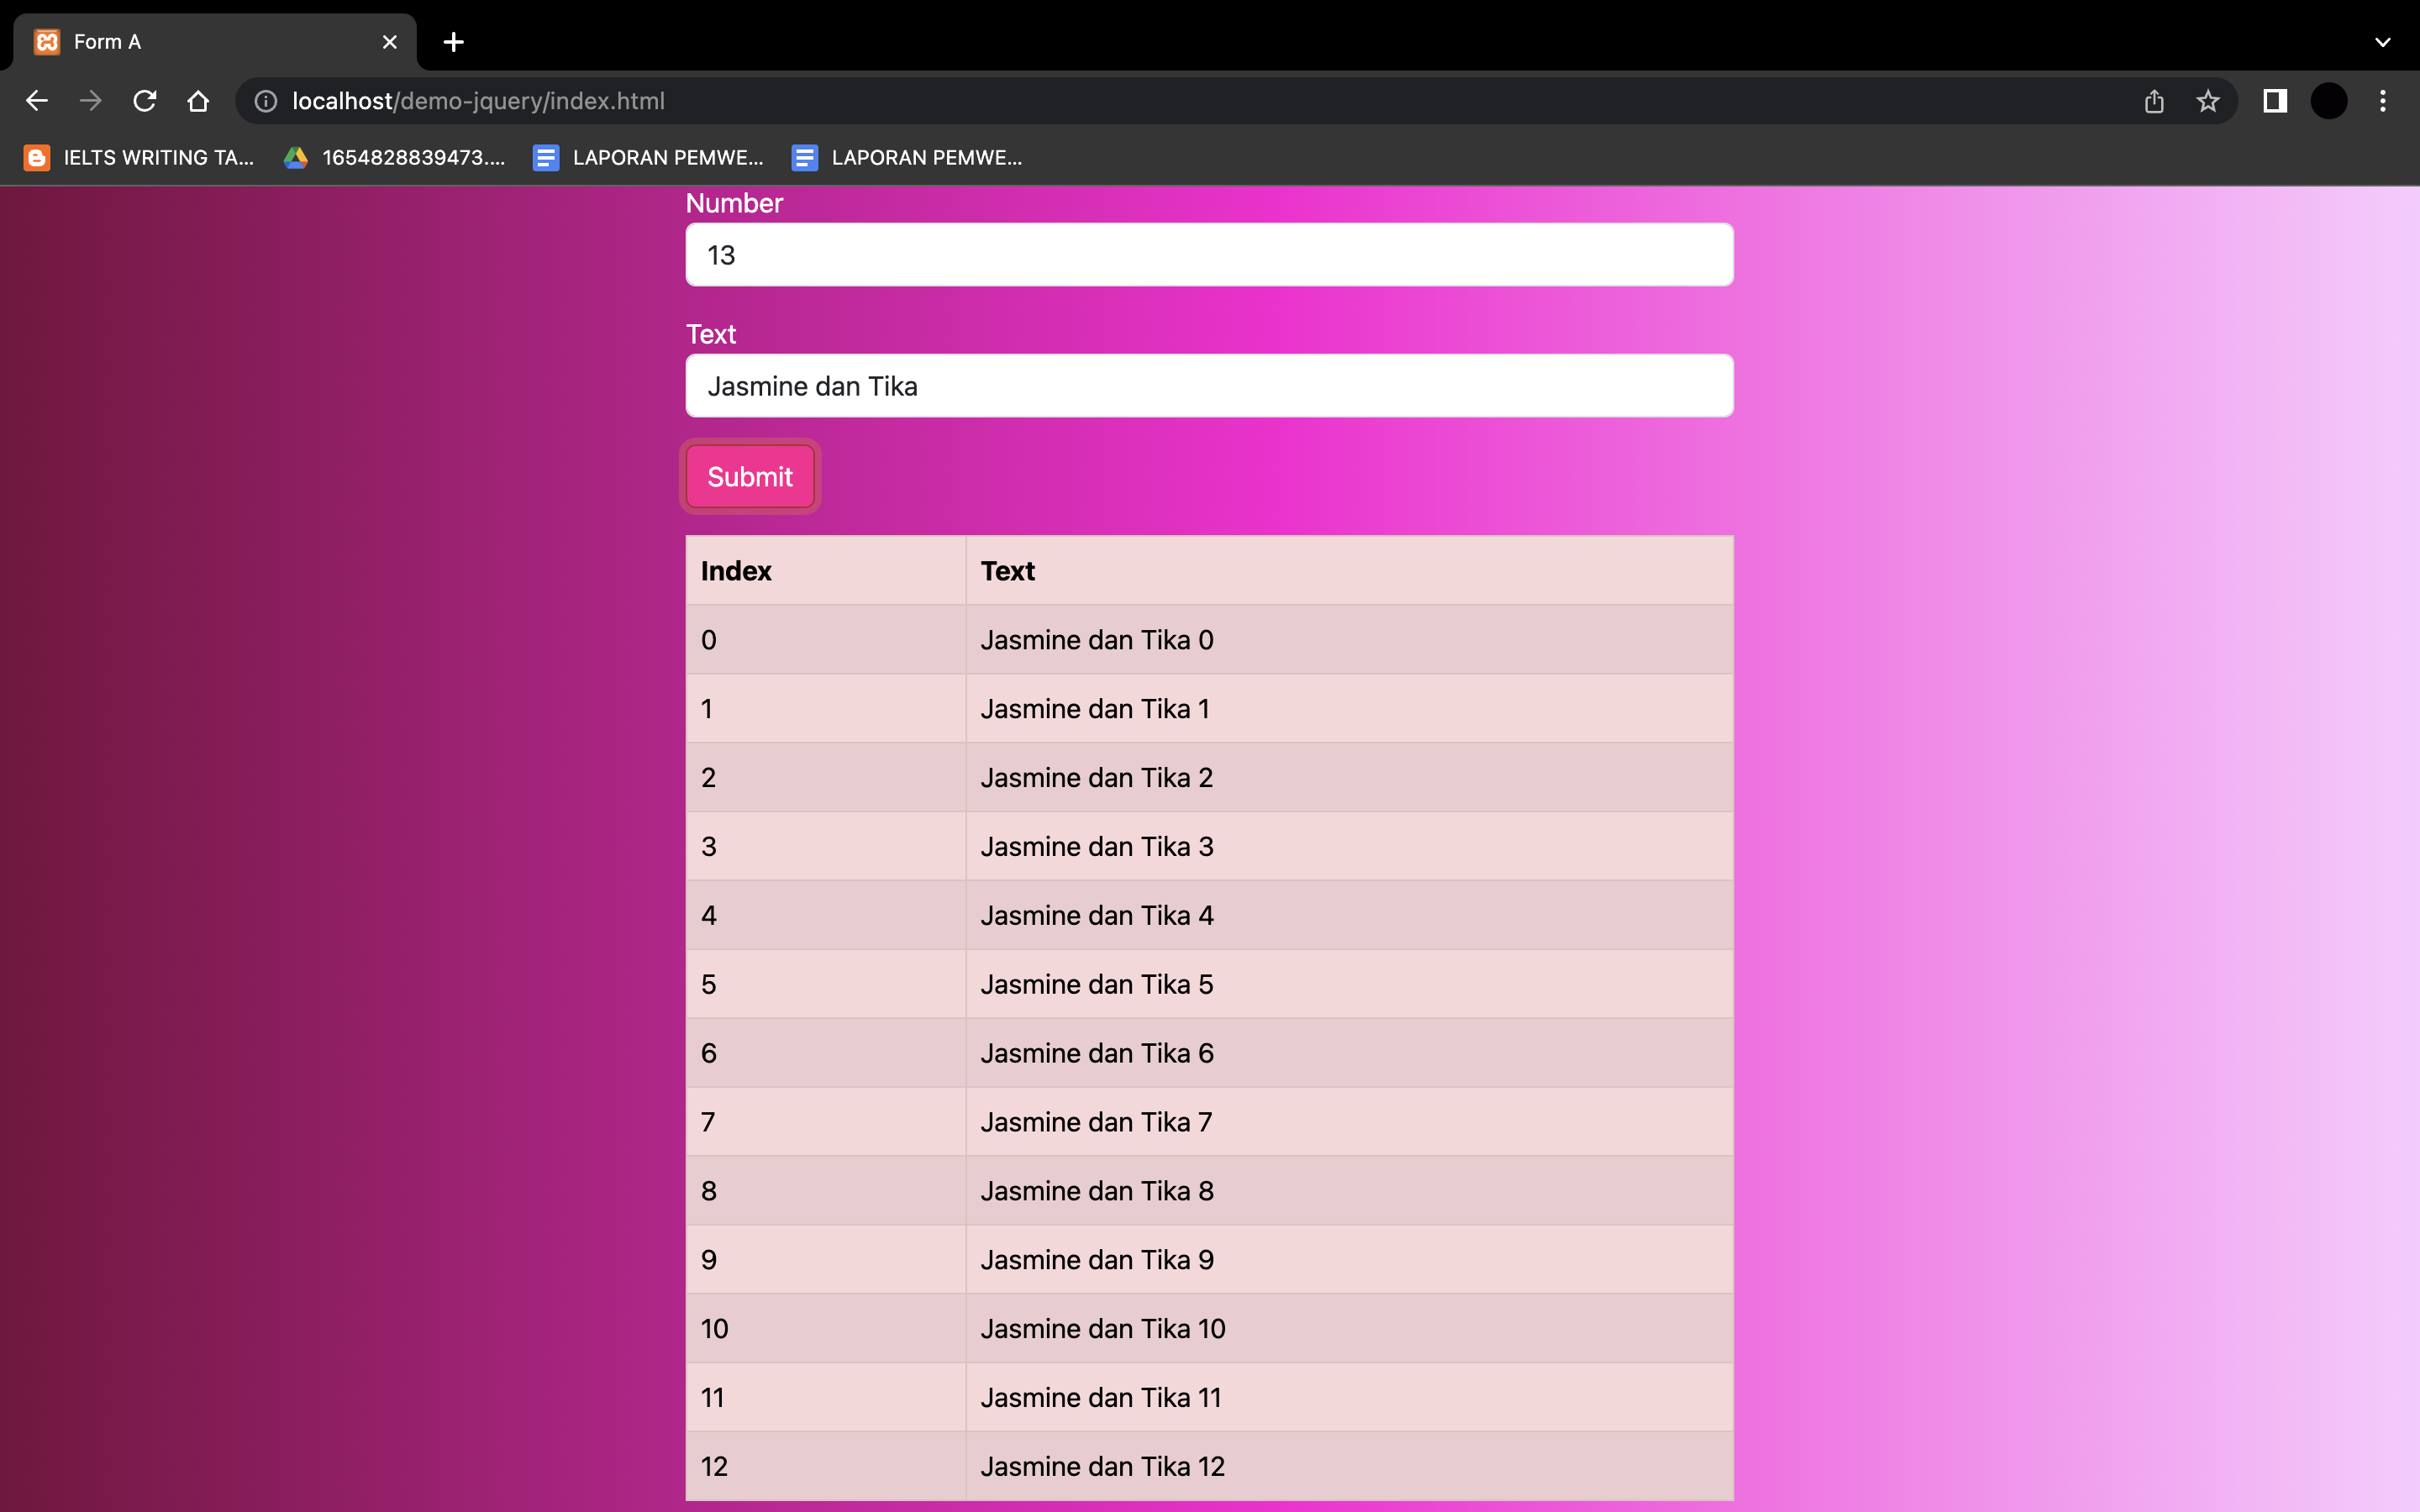 Form A
localhost/demo-jquery/index.html
IELTS WRITING TA... 1654828839473.... LAPORAN PEMWE... LAPORAN PEMWE...
Number
13
Text
Jasmine dan Tika
Submit
Index Text
0 Jasmine dan Tika 0
1 Jasmine dan Tika 1
2 Jasmine dan Tika 2
3 Jasmine dan Tika 3
4 Jasmine dan Tika 4
5 Jasmine dan Tika 5
6 Jasmine dan Tika 6
7 Jasmine dan Tika 7
8 Jasmine dan Tika 8
9 Jasmine dan Tika 9
10 Jasmine dan Tika 10
11 Jasmine dan Tika 11
12 Jasmine dan Tika 12